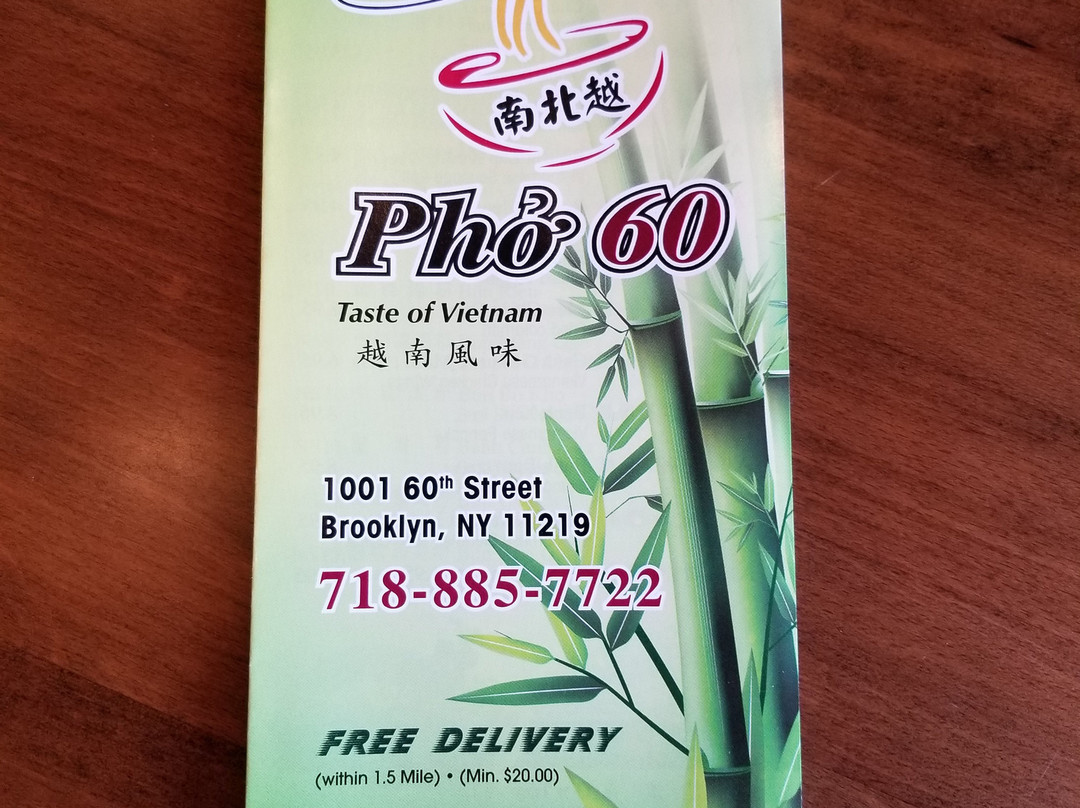 南北越
Phở 60
Taste of Vietnam
越南風味
1001 60th Street
Brooklyn, NY 11219
718-885-7722
FREE DELIVERY
(within 1.5 Mile) • (Min. $20.00)